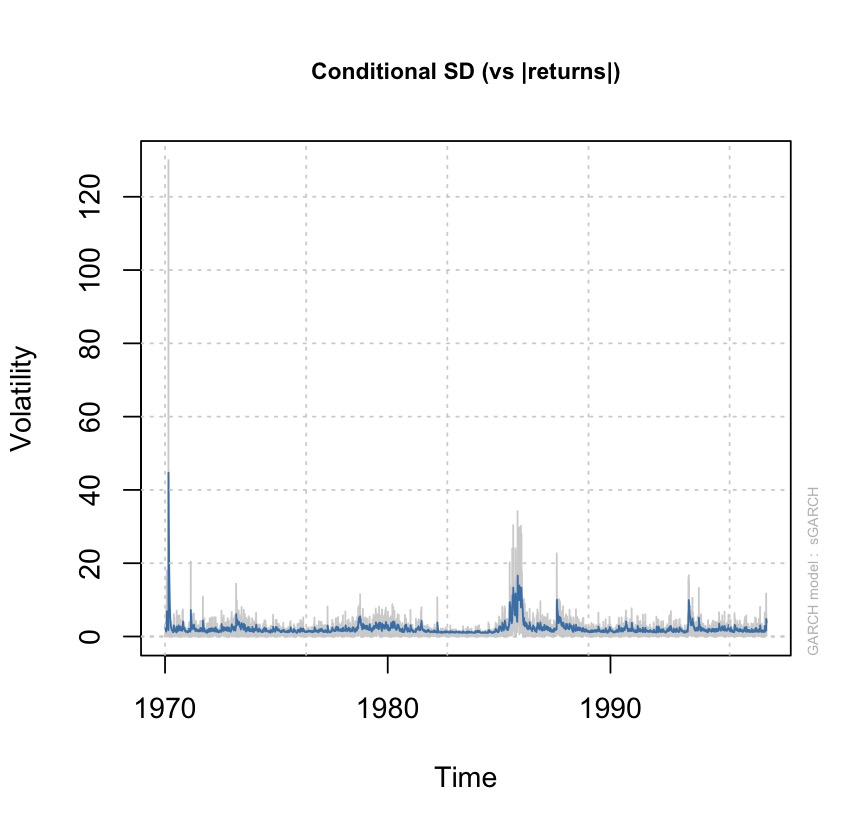 Conditional SD (vs |returns|)
Volatility
120
100
80
60
40
20
0
1970
1980
1990
Time
GARCH model : sGARCH